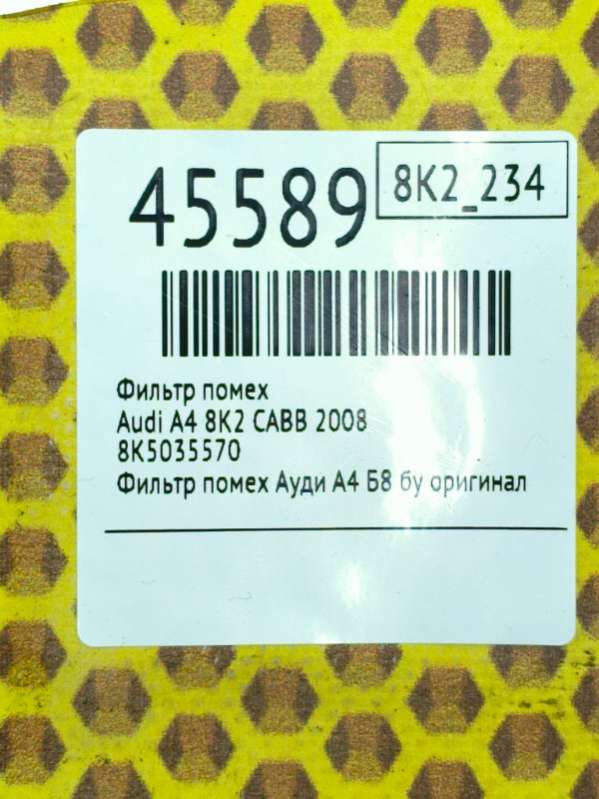 45589
8K2_234
Фильтр помех
Audi A4 8K2 CABB 2008
8K5035570
Фильтр помех Ауди А4 Б8 бу оригинал